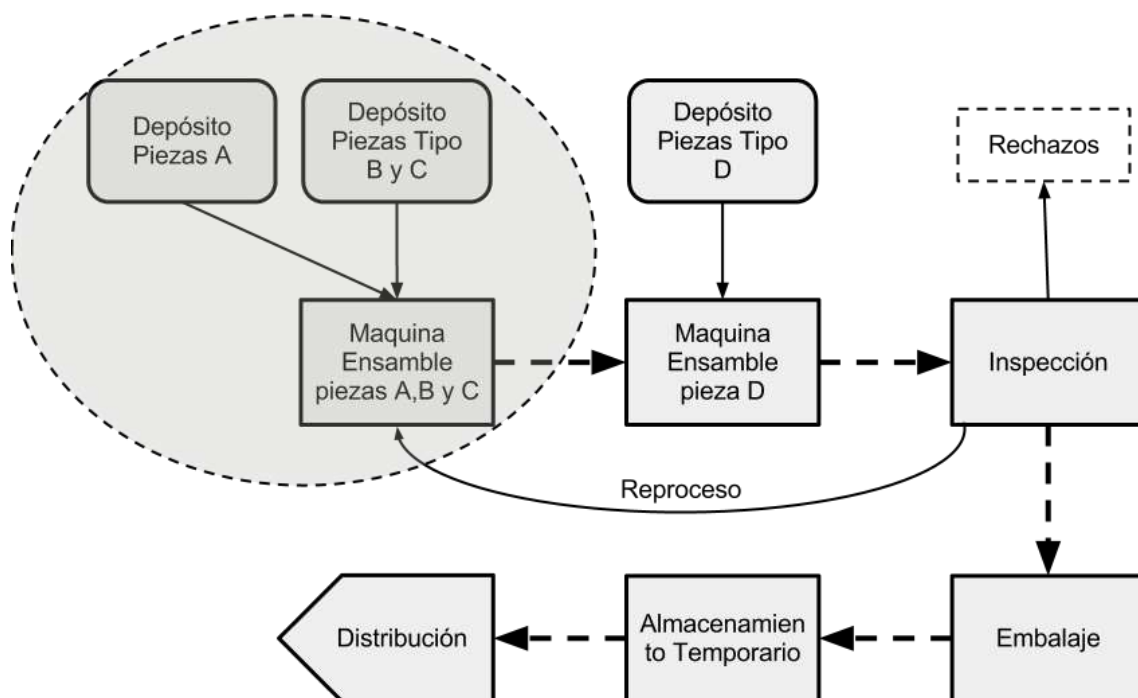 Depósito
Piezas A
Depósito
Piezas Tipo
B y C
Depósito
Piezas Tipo
D
Rechazos
Maquina
Ensamble
piezas A,B y C
Maquina
Ensamble
pieza D
Inspección
Reproceso
Distribución
Almacenamien
to Temporario
Embalaje